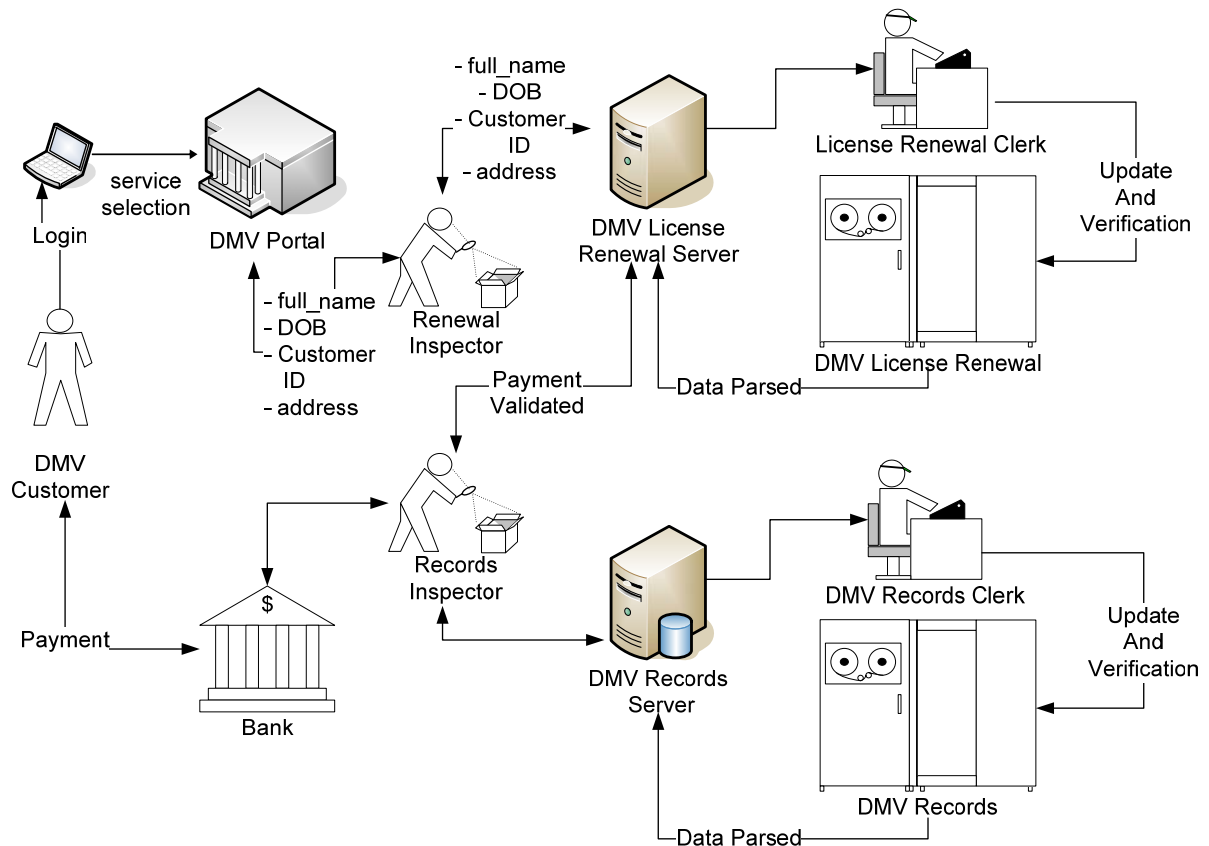 - full_name
- DOB
- Customer
ID
- address
License Renewal Clerk
service
selection
Update
And
Verification
Login
DMV Portal
DMV License
Renewal Server
- full_name
- DOB
- Customer
ID
- address
Renewal
Inspector
DMV License Renewal
Payment
Validated
Data Parsed
DMV
Customer
Records
Inspector
DMV Records Clerk
$
Update
And
Verification
Payment
DMV Records
Server
Bank
DMV Records
Data Parsed